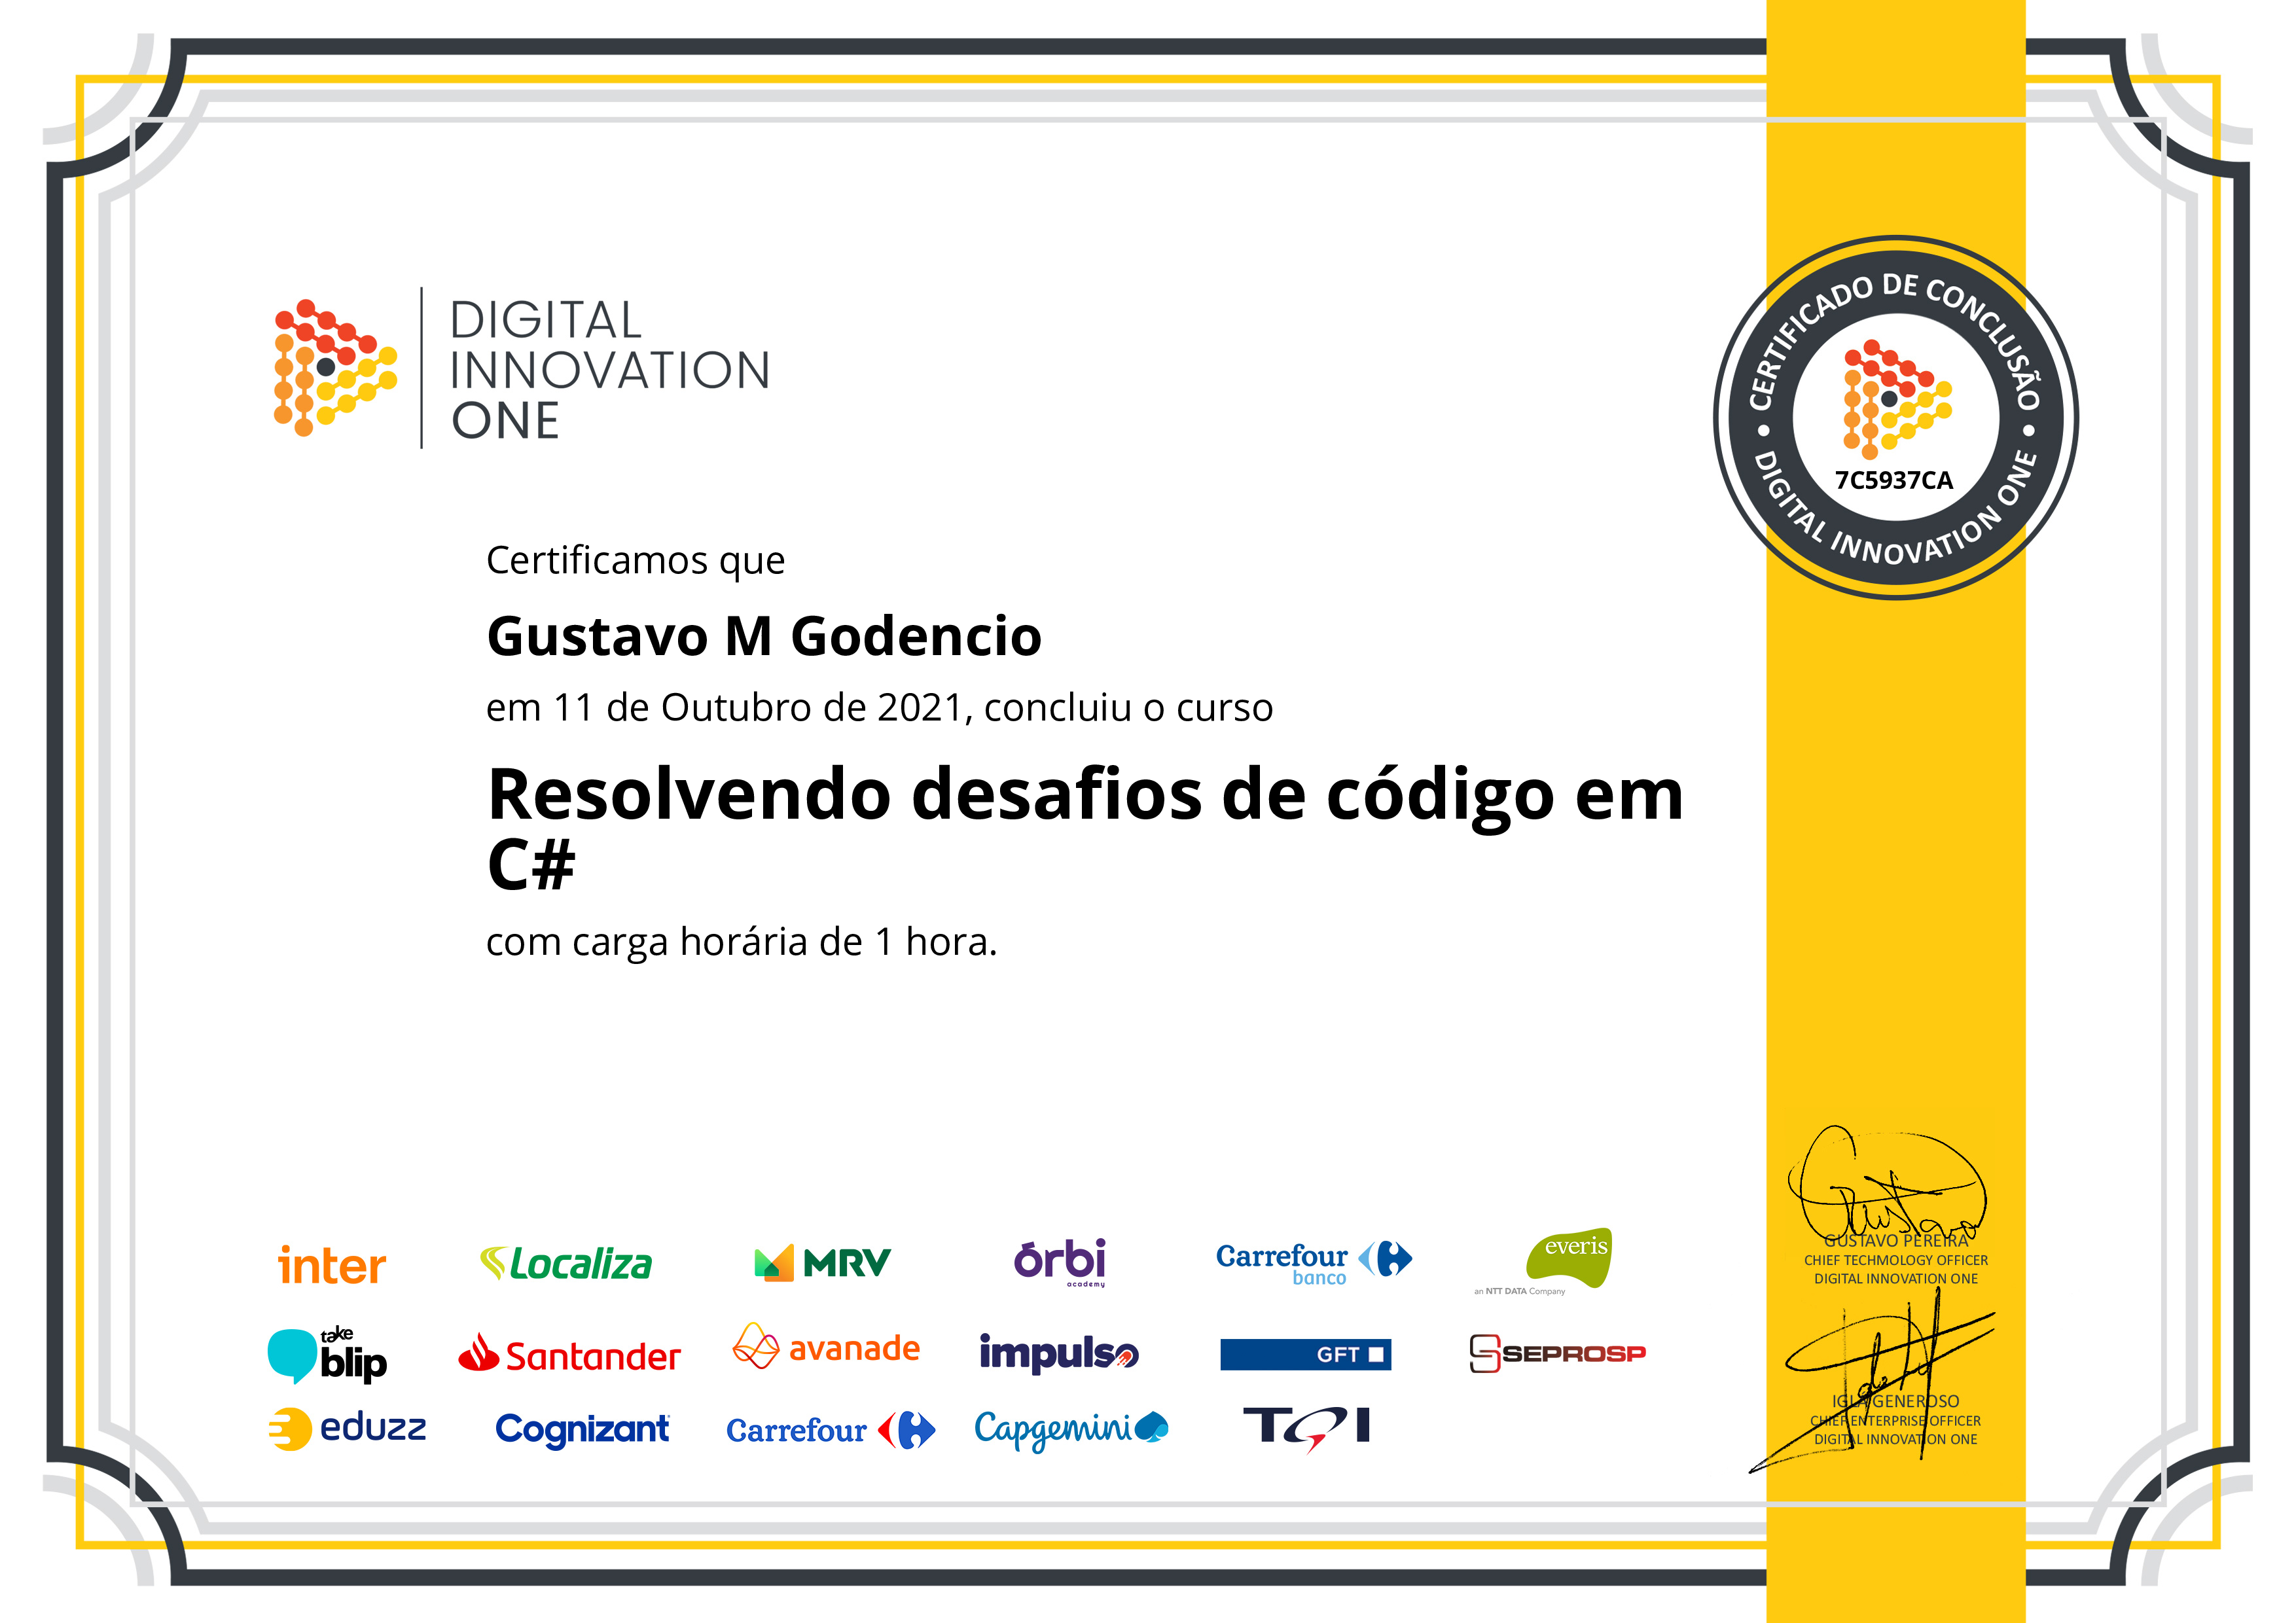 DIGITAL
INNOVATION
ONE
CERTIFICADO DE CONCLUSÃO
7C5937CA
DIGITAL INNOVATION ONE
Certificamos que
Gustavo M Godencio
em 11 de Outubro de 2021, concluiu o curso
Resolvendo desafios de código em
C#
com carga horária de 1 hora.
inter
Localiza
MRV
órbi
academy
Carrefour
banco
everis
an NTT DATA Company
take
blip
Santander
avanade
impulso
GFT
SEPROSP
eduzz
Cognizant
Carrefour
Capgemini
TQI
GUSTAVO PEREIRA
CHIEF TECHMOLOGY OFFICER
DIGITAL INNOVATION ONE
IGLA GENEROSO
CHIEF ENTERPRISE OFFICER
DIGITAL INNOVATION ONE